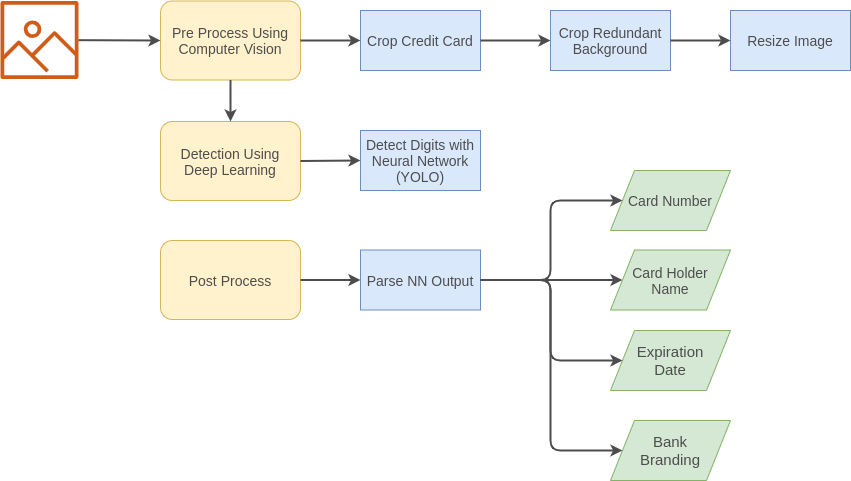 Pre Process Using
Computer Vision
Crop Credit Card
Crop Redundant
Background
Resize Image
Detection Using
Deep Learning
Detect Digits with
Neural Network
(YOLO)
Card Number
Post Process
Parse NN Output
Card Holder
Name
Expiration
Date
Bank
Branding